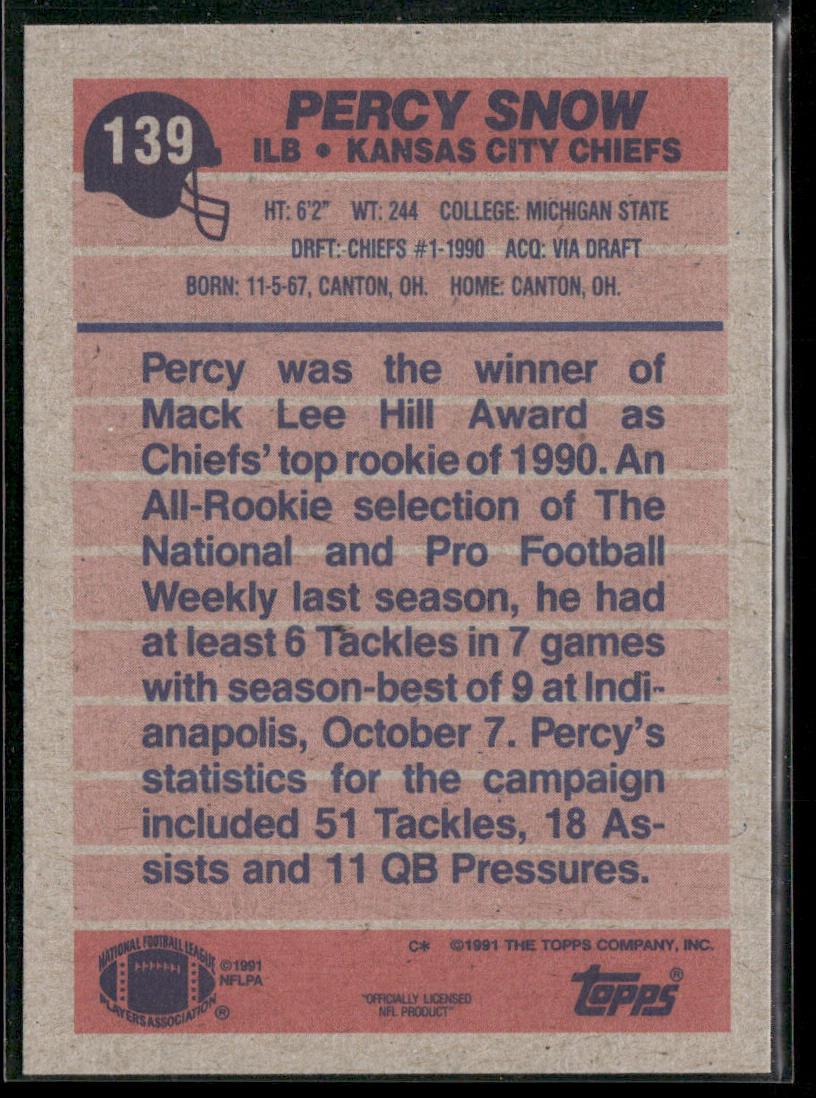 139
PERCY SNOW
ILB • KANSAS CITY CHIEFS
HT: 6'2" WT: 244 COLLEGE: MICHIGAN STATE
DRFT: CHIEFS #1-1990 ACQ: VIA DRAFT
BORN: 11-5-67, CANTON, OH. HOME: CANTON, OH.
Percy was the winner of
Mack Lee Hill Award as
Chiefs' top rookie of 1990. An
All-Rookie selection of The
National and Pro Football
Weekly last season, he had
at least 6 Tackles in 7 games
with season-best of 9 at Indi-
anapolis, October 7. Percy's
statistics for the campaign
included 51 Tackles, 18 As-
sists and 11 QB Pressures.
C* ©1991 THE TOPPS COMPANY, INC.
NATIONAL FOOTBALL LEAGUE
PLAYERS ASSOCIATION ®
©1991
NFLPA
"OFFICIALLY LICENSED
NFL PRODUCT"
topps®